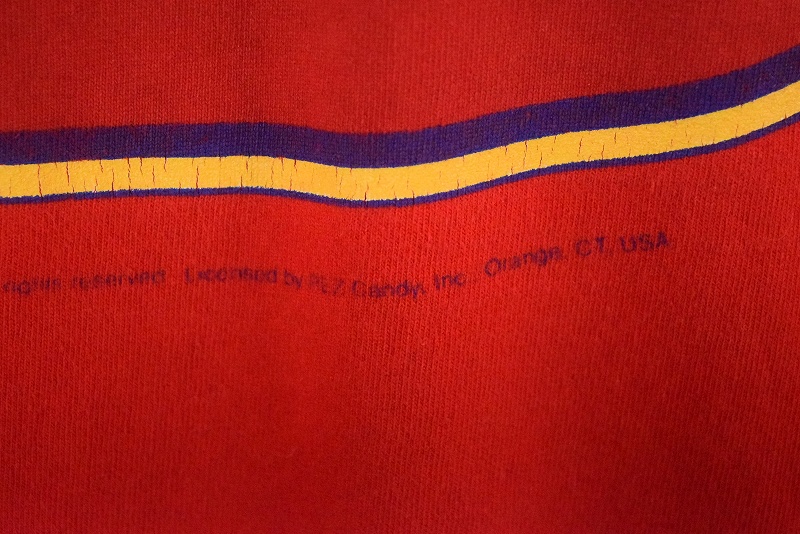 rights reserved. Licensed by PEZ Candy, Inc. Orange, CT, USA